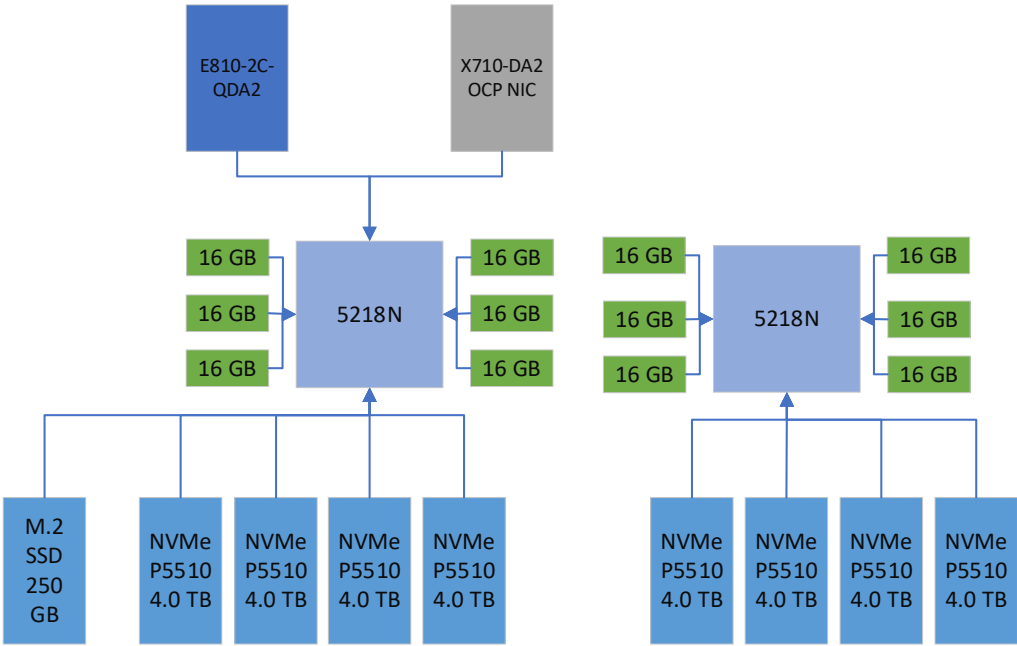 E810-2C-
QDA2
X710-DA2
OCP NIC
16 GB
16 GB
16 GB
5218N
16 GB
16 GB
16 GB
16 GB
16 GB
16 GB
5218N
16 GB
16 GB
16 GB
M.2
SSD
250
GB
NVMe
P5510
4.0 TB
NVMe
P5510
4.0 TB
NVMe
P5510
4.0 TB
NVMe
P5510
4.0 TB
NVMe
P5510
4.0 TB
NVMe
P5510
4.0 TB
NVMe
P5510
4.0 TB
NVMe
P5510
4.0 TB